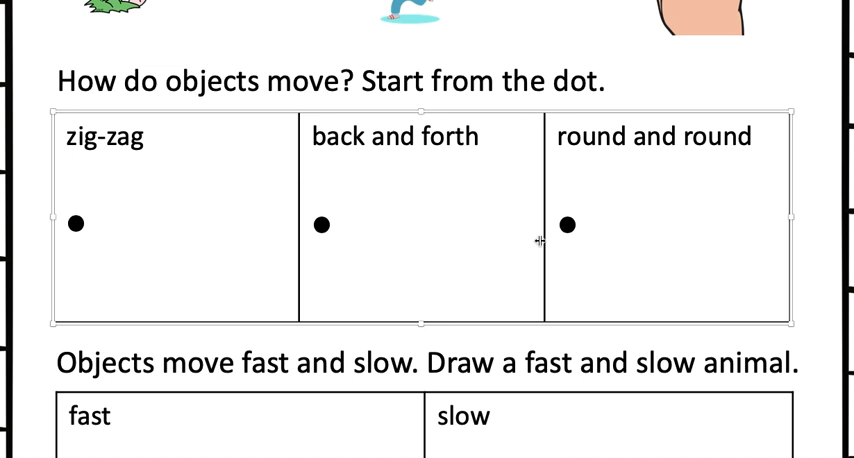 How do objects move? Start from the dot.
zig-zag
back and forth
round and round
Objects move fast and slow. Draw a fast and slow animal.
fast
slow